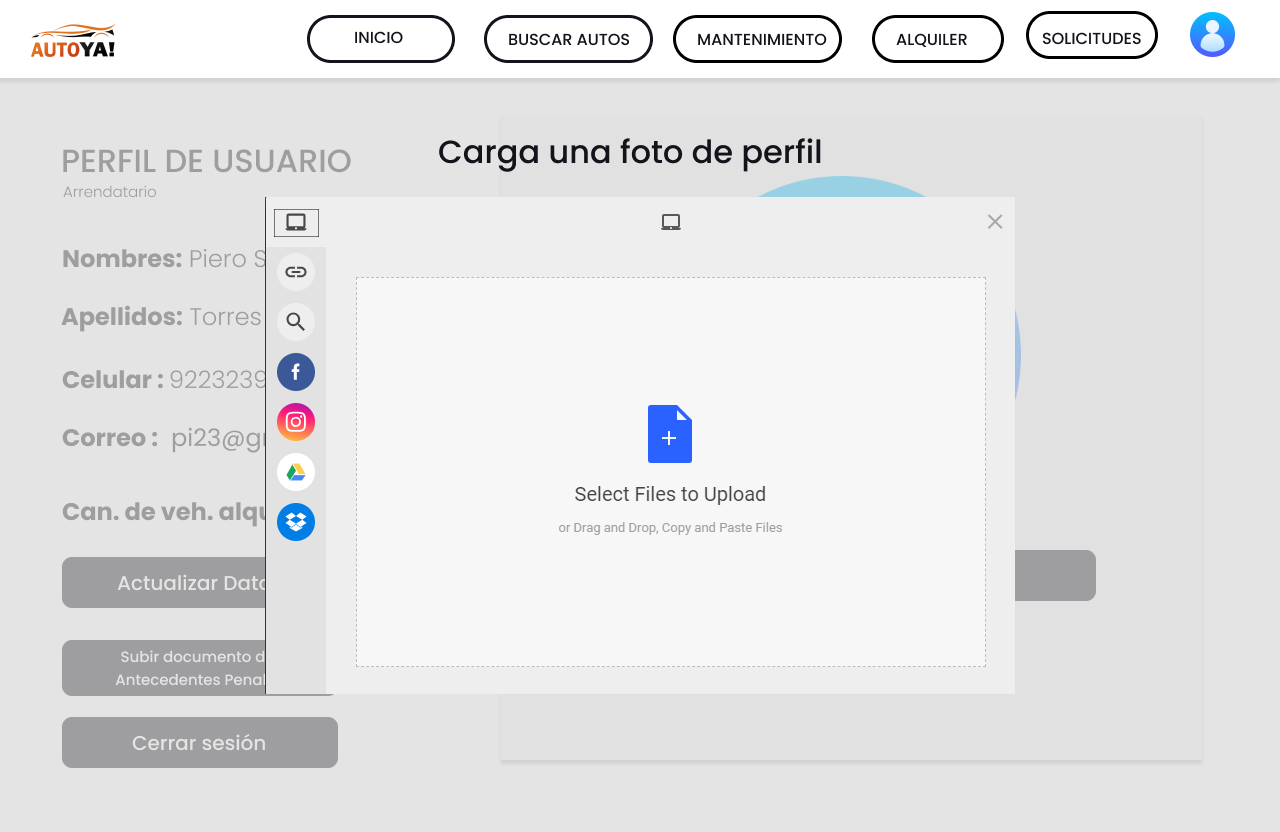 AUTOYA!
INICIO
BUSCAR AUTOS
MANTENIMIENTO
ALQUILER
SOLICITUDES
Carga una foto de perfil
PERFIL DE USUARIO
Arrendatario
Nombres: Piero S
Apellidos: Torres
Celular : 9223239
Correo : pi23@g
Can. de veh. alqu
Actualizar Dato
Subir documento d
Antecedentes Penal
Cerrar sesión
Select Files to Upload
or Drag and Drop, Copy and Paste Files